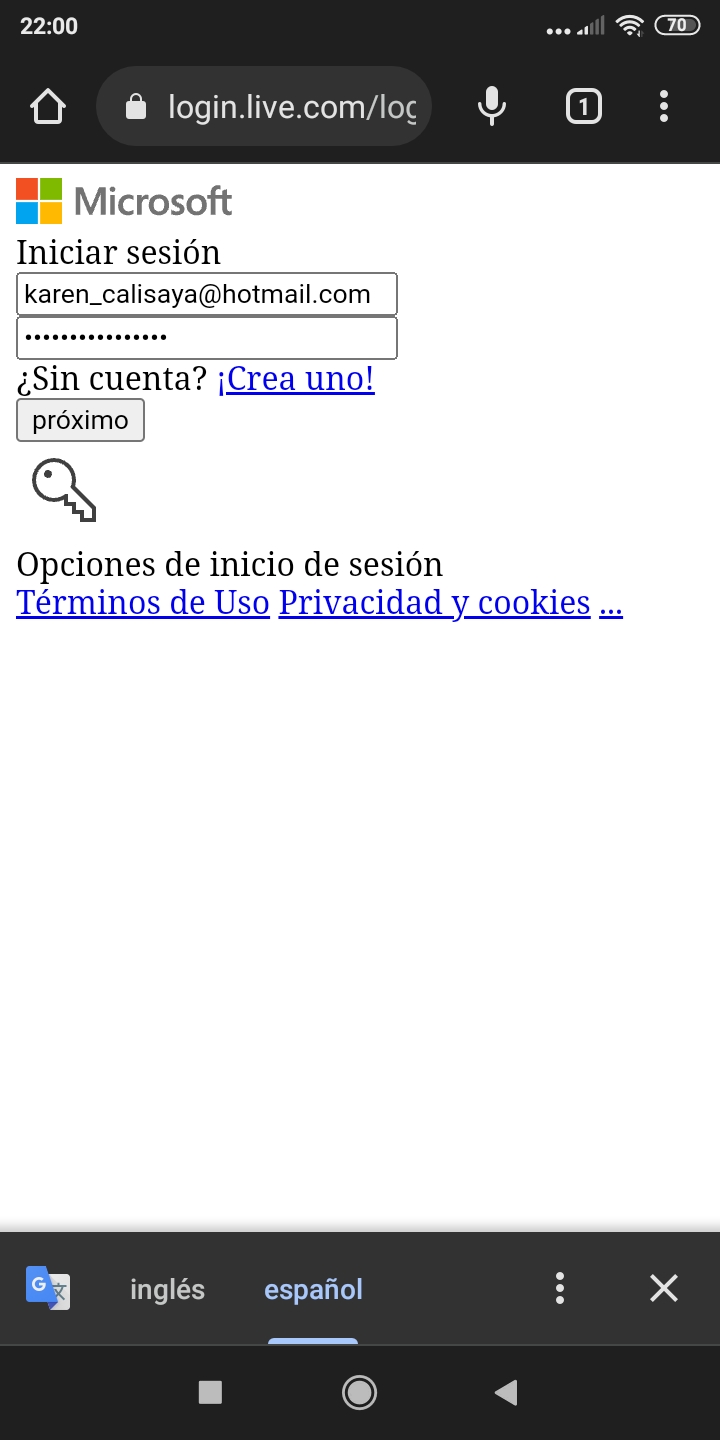 22:00
70
login.live.com/log
1
Microsoft
Iniciar sesión
karen_calisaya@hotmail.com
••••••••••••••••
¿Sin cuenta? ¡Crea uno!
próximo
Opciones de inicio de sesión
Términos de Uso Privacidad y cookies ...
G 文 inglés español